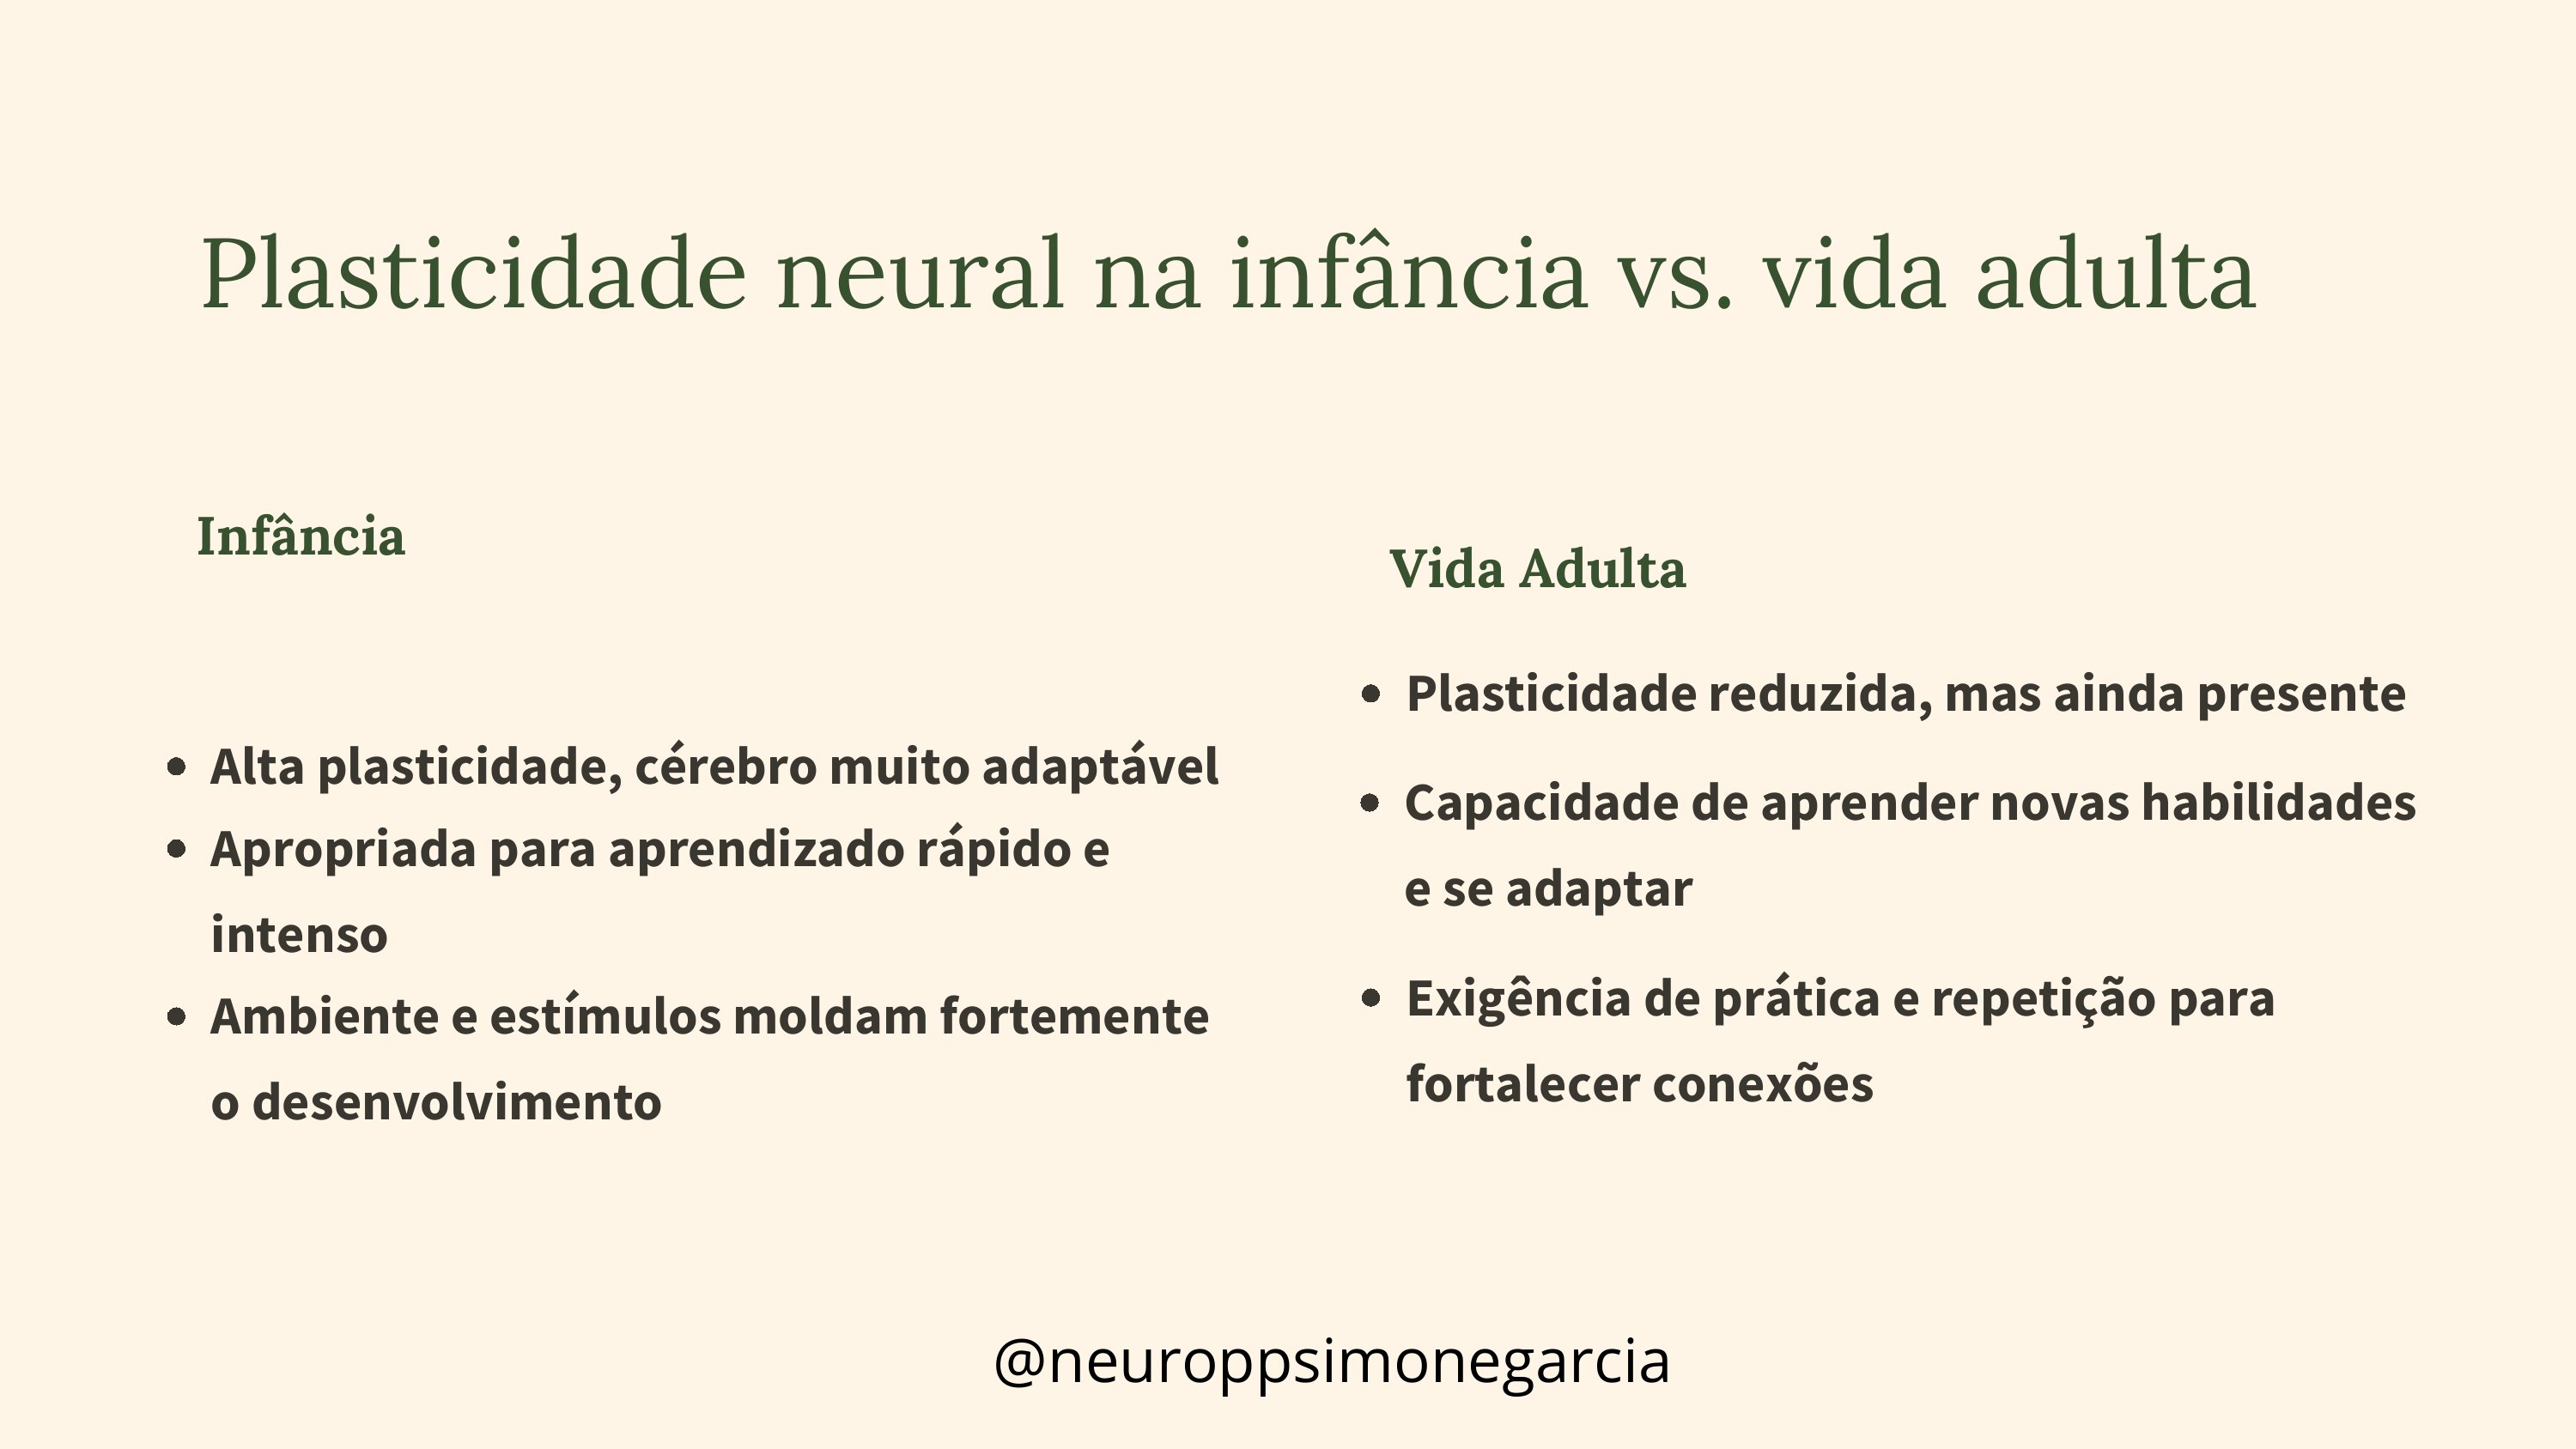 Plasticidade neural na infância vs. vida adulta
Infância
• Alta plasticidade, cérebro muito adaptável
• Apropriada para aprendizado rápido e
intenso
• Ambiente e estímulos moldam fortemente
o desenvolvimento
Vida Adulta
• Plasticidade reduzida, mas ainda presente
• Capacidade de aprender novas habilidades
e se adaptar
• Exigência de prática e repetição para
fortalecer conexões
@neuroppsimonegarcia